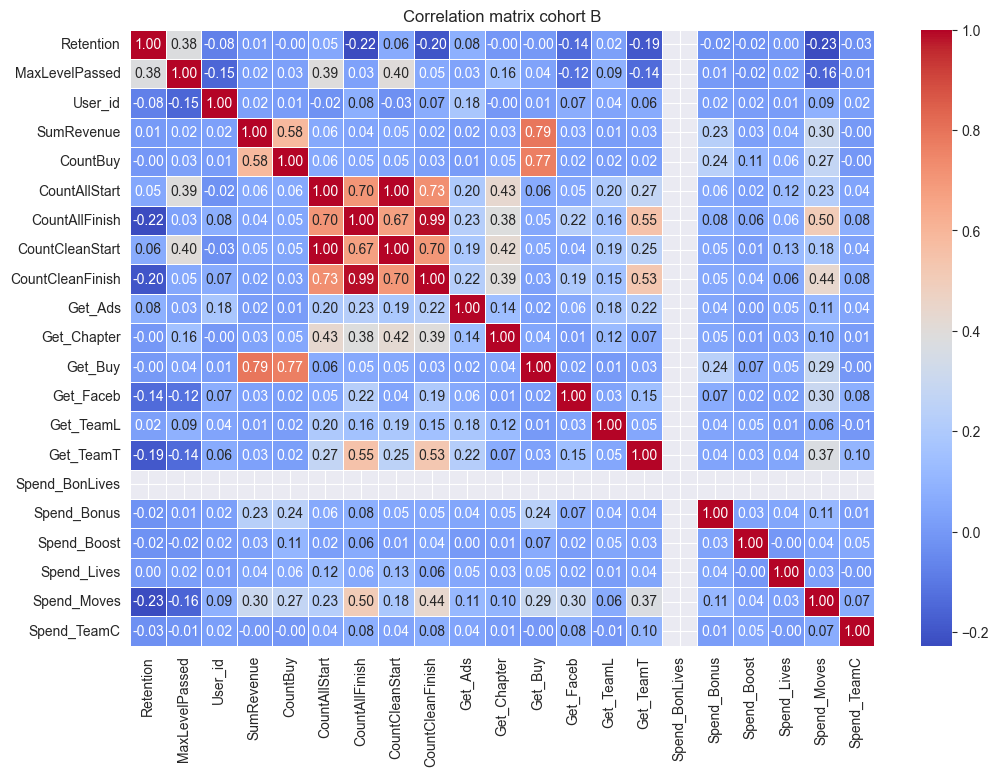 Correlation matrix cohort B
Retention 1.00 0.38 -0.08 0.01 -0.00 0.05 -0.22 0.06 -0.20 0.08 -0.00 -0.00 -0.14 0.02 -0.19 -0.02 -0.02 0.00 -0.23 -0.03
MaxLevelPassed 0.38 1.00 -0.15 0.02 0.03 0.39 0.03 0.40 0.05 0.03 0.16 0.04 -0.12 0.09 -0.14 0.01 -0.02 0.02 -0.16 -0.01
User_id -0.08 -0.15 1.00 0.02 0.01 -0.02 0.08 -0.03 0.07 0.18 -0.00 0.01 0.07 0.04 0.06 0.02 0.02 0.01 0.09 0.02
SumRevenue 0.01 0.02 0.02 1.00 0.58 0.06 0.04 0.05 0.02 0.02 0.03 0.79 0.03 0.01 0.03 0.23 0.03 0.04 0.30 -0.00
CountBuy -0.00 0.03 0.01 0.58 1.00 0.06 0.05 0.05 0.03 0.01 0.05 0.77 0.02 0.02 0.02 0.24 0.11 0.06 0.27 -0.00
CountAllStart 0.05 0.39 -0.02 0.06 0.06 1.00 0.70 1.00 0.73 0.20 0.43 0.06 0.05 0.20 0.27 0.06 0.02 0.12 0.23 0.04
CountAllFinish -0.22 0.03 0.08 0.04 0.05 0.70 1.00 0.67 0.99 0.23 0.38 0.05 0.22 0.16 0.55 0.08 0.06 0.06 0.50 0.08
CountCleanStart 0.06 0.40 -0.03 0.05 0.05 1.00 0.67 1.00 0.70 0.19 0.42 0.05 0.04 0.19 0.25 0.05 0.01 0.13 0.18 0.04
CountCleanFinish -0.20 0.05 0.07 0.02 0.03 0.73 0.99 0.70 1.00 0.22 0.39 0.03 0.19 0.15 0.53 0.05 0.04 0.06 0.44 0.08
Get_Ads 0.08 0.03 0.18 0.02 0.01 0.20 0.23 0.19 0.22 1.00 0.14 0.02 0.06 0.18 0.22 0.04 0.00 0.05 0.11 0.04
Get_Chapter -0.00 0.16 -0.00 0.03 0.05 0.43 0.38 0.42 0.39 0.14 1.00 0.04 0.01 0.12 0.07 0.05 0.01 0.03 0.10 0.01
Get_Buy -0.00 0.04 0.01 0.79 0.77 0.06 0.05 0.05 0.03 0.02 0.04 1.00 0.02 0.01 0.03 0.24 0.07 0.05 0.29 -0.00
Get_Faceb -0.14 -0.12 0.07 0.03 0.02 0.05 0.22 0.04 0.19 0.06 0.01 0.02 1.00 0.03 0.15 0.07 0.02 0.02 0.30 0.08
Get_TeamL 0.02 0.09 0.04 0.01 0.02 0.20 0.16 0.19 0.15 0.18 0.12 0.01 0.03 1.00 0.05 0.04 0.05 0.01 0.06 -0.01
Get_TeamT -0.19 -0.14 0.06 0.03 0.02 0.27 0.55 0.25 0.53 0.22 0.07 0.03 0.15 0.05 1.00 0.04 0.03 0.04 0.37 0.10
Spend_BonLives
Spend_Bonus -0.02 0.01 0.02 0.23 0.24 0.06 0.08 0.05 0.05 0.04 0.05 0.24 0.07 0.04 0.04 1.00 0.03 0.04 0.11 0.01
Spend_Boost -0.02 -0.02 0.02 0.03 0.11 0.02 0.06 0.01 0.04 0.00 0.01 0.07 0.02 0.05 0.03 0.03 1.00 -0.00 0.04 0.05
Spend_Lives 0.00 0.02 0.01 0.04 0.06 0.12 0.06 0.13 0.06 0.05 0.03 0.05 0.02 0.01 0.04 0.04 -0.00 1.00 0.03 -0.00
Spend_Moves -0.23 -0.16 0.09 0.30 0.27 0.23 0.50 0.18 0.44 0.11 0.10 0.29 0.30 0.06 0.37 0.11 0.04 0.03 1.00 0.07
Spend_TeamC -0.03 -0.01 0.02 -0.00 -0.00 0.04 0.08 0.04 0.08 0.04 0.01 -0.00 0.08 -0.01 0.10 0.01 0.05 -0.00 0.07 1.00
Retention
MaxLevelPassed
User_id
SumRevenue
CountBuy
CountAllStart
CountAllFinish
CountCleanStart
CountCleanFinish
Get_Ads
Get_Chapter
Get_Buy
Get_Faceb
Get_TeamL
Get_TeamT
Spend_BonLives
Spend_Bonus
Spend_Boost
Spend_Lives
Spend_Moves
Spend_TeamC
1.0
0.8
0.6
0.4
0.2
0.0
−0.2